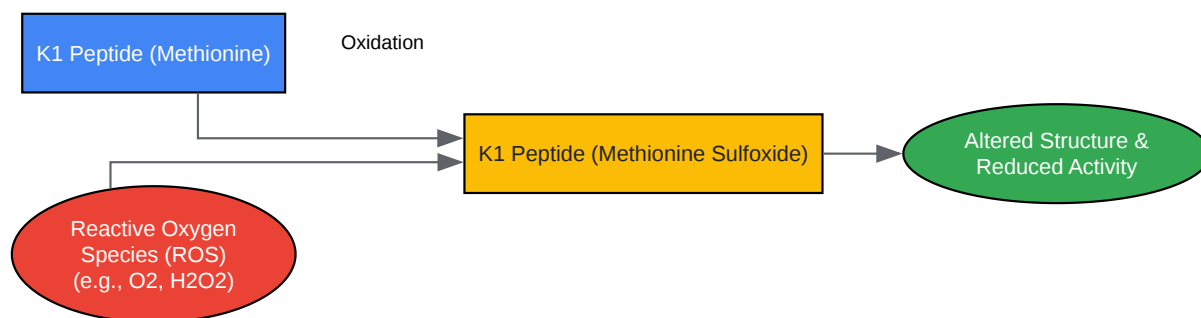 K1 Peptide (Methionine)
Oxidation
K1 Peptide (Methionine Sulfoxide)
Altered Structure &
Reduced Activity
Reactive Oxygen
Species (ROS)
(e.g., O2, H2O2)